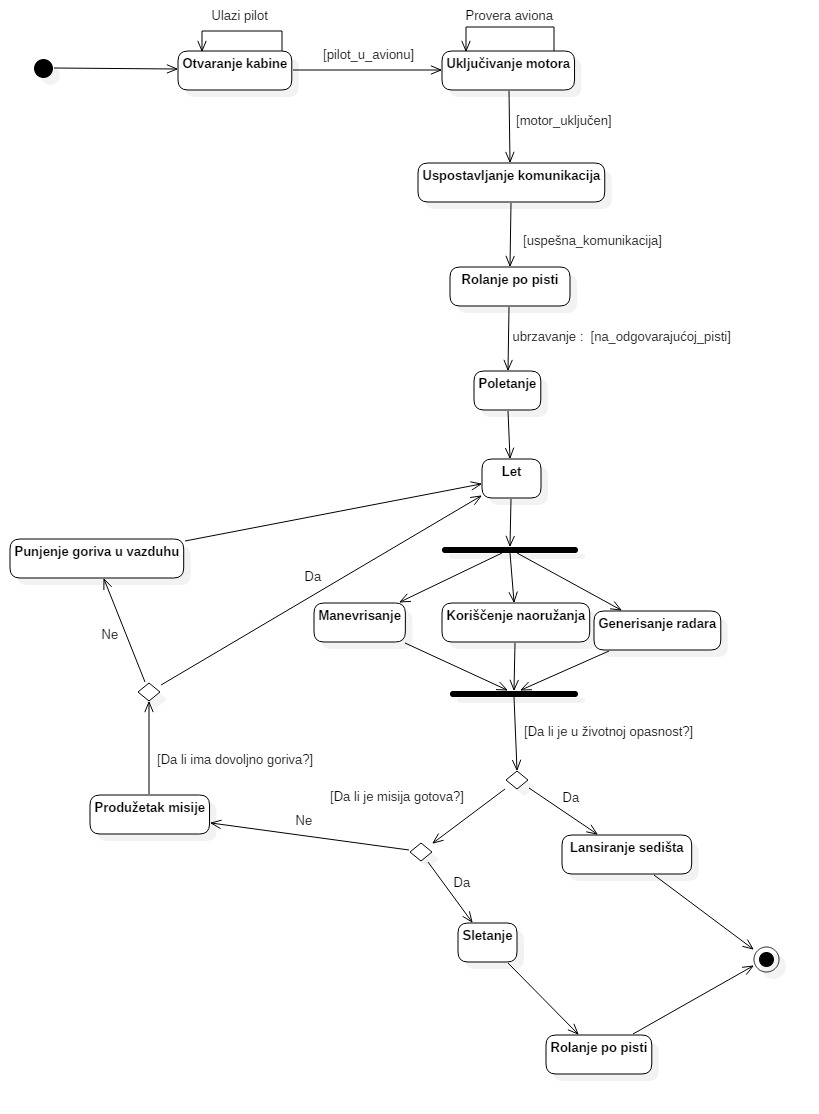 Ulazi pilot
Provera aviona
Otvaranje kabine
[pilot_u_avionu]
Uključivanje motora
[motor_uključen]
Uspostavljanje komunikacija
[uspešna_komunikacija]
Rolanje po pisti
ubrzavanje :  [na_odgovarajućoj_pisti]
Poletanje
Let
Punjenje goriva u vazduhu
Da
Manevrisanje
Koriščenje naoružanja
Generisanje radara
Ne
[Da li je u životnoj opasnost?]
[Da li ima dovoljno goriva?]
[Da li je misija gotova?]
Da
Produžetak misije
Ne
Lansiranje sedišta
Da
Sletanje
Rolanje po pisti